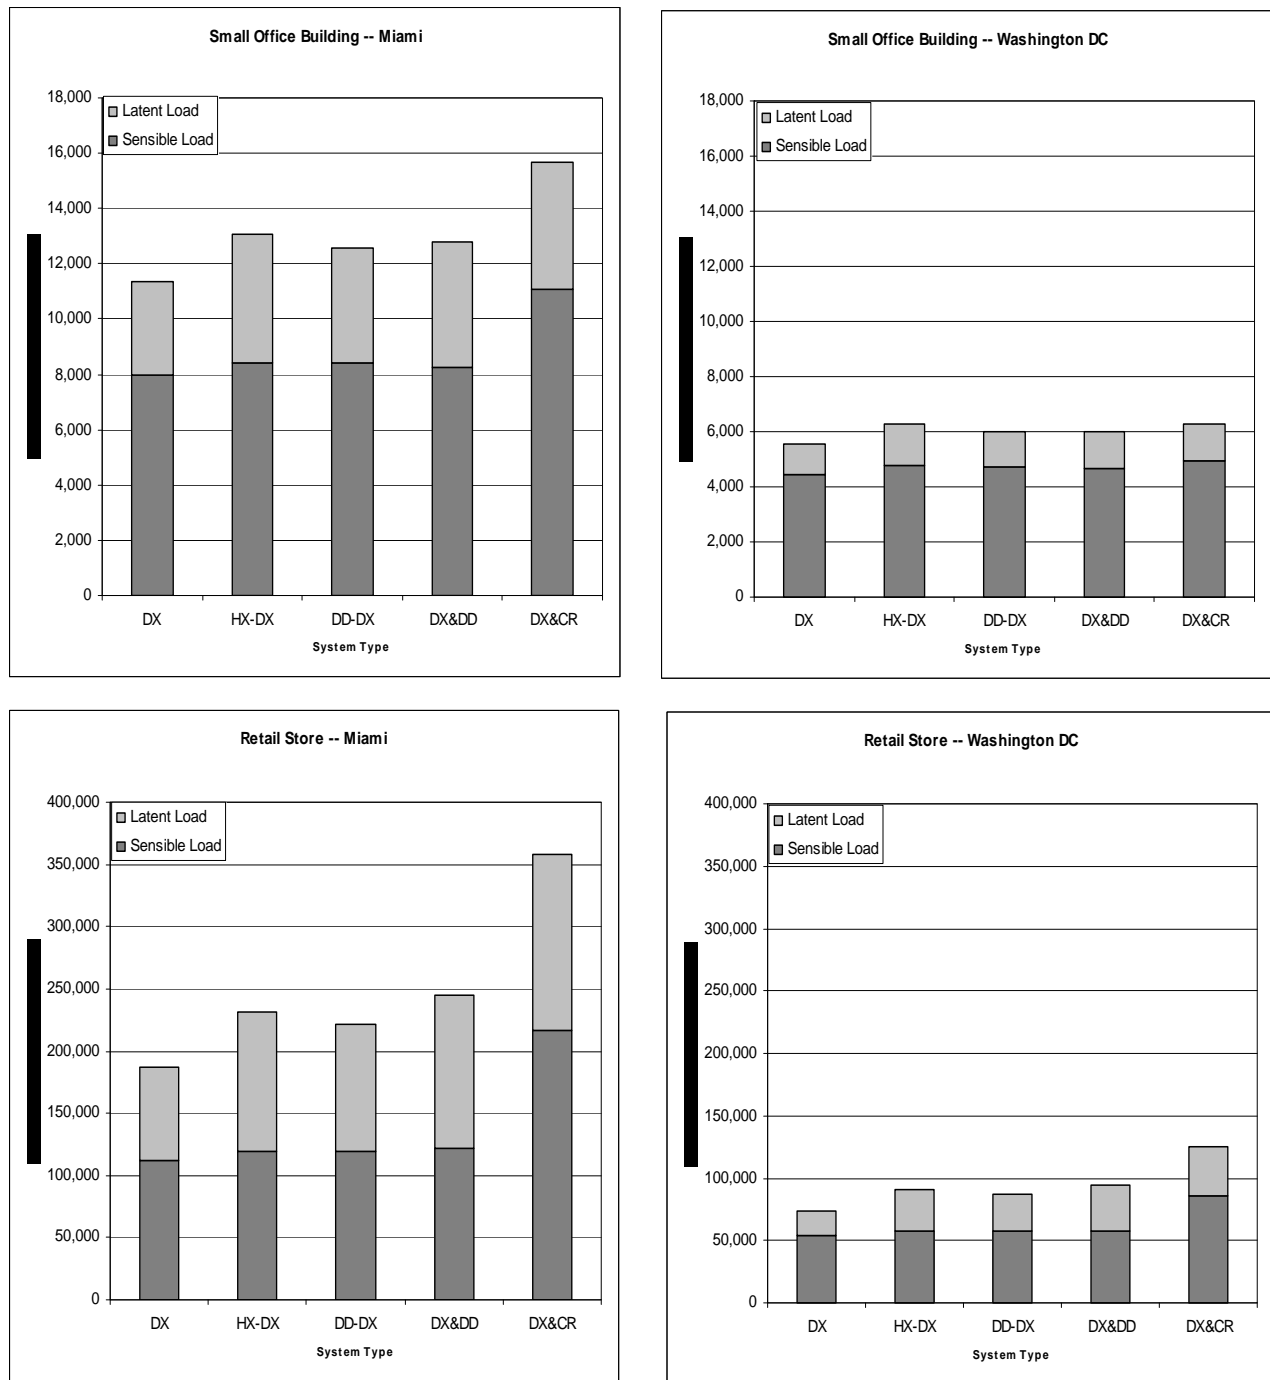 Small Office Building -- Miami
18,000
16,000
14,000
12,000
10,000
8,000
6,000
4,000
2,000
0
Latent Load
Sensible Load
DX HX-DX DD-DX DX&DD DX&CR
System Type
Small Office Building -- Washington DC
18,000
16,000
14,000
12,000
10,000
8,000
6,000
4,000
2,000
0
Latent Load
Sensible Load
DX HX-DX DD-DX DX&DD DX&CR
System Type
Retail Store -- Miami
400,000
350,000
300,000
250,000
200,000
150,000
100,000
50,000
0
Latent Load
Sensible Load
DX HX-DX DD-DX DX&DD DX&CR
System Type
Retail Store -- Washington DC
400,000
350,000
300,000
250,000
200,000
150,000
100,000
50,000
0
Latent Load
Sensible Load
DX HX-DX DD-DX DX&DD DX&CR
System Type